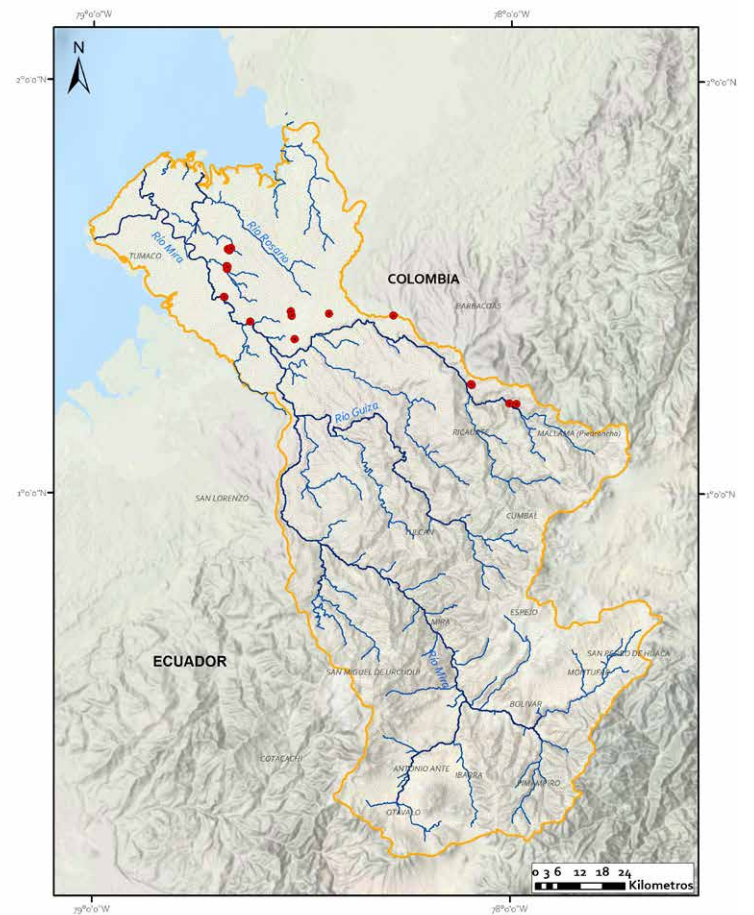 79°0'0"W
78°0'0"W
N
2°0'0"N
2°0'0"N
Río Rosario
Río Mira
TUMACO
COLOMBIA
BARBACOAS
Río Guiza
RICAURTE
MALLAMA (Piedrancha)
SAN LORENZO
1°0'0"N
1°0'0"N
CUMBAL
TULCAN
ESPEJO
MIRA
SAN PEDRO DE HUACA
ECUADOR
Río Mira
SAN MIGUEL DE URCUQUI
MONTUFAR
BOLIVAR
COTACACHI
ANTONIO ANTE
IBARRA
PIMAMPIRO
OTAVALO
0 3 6 12 18 24
Kilometros
79°0'0"W
78°0'0"W